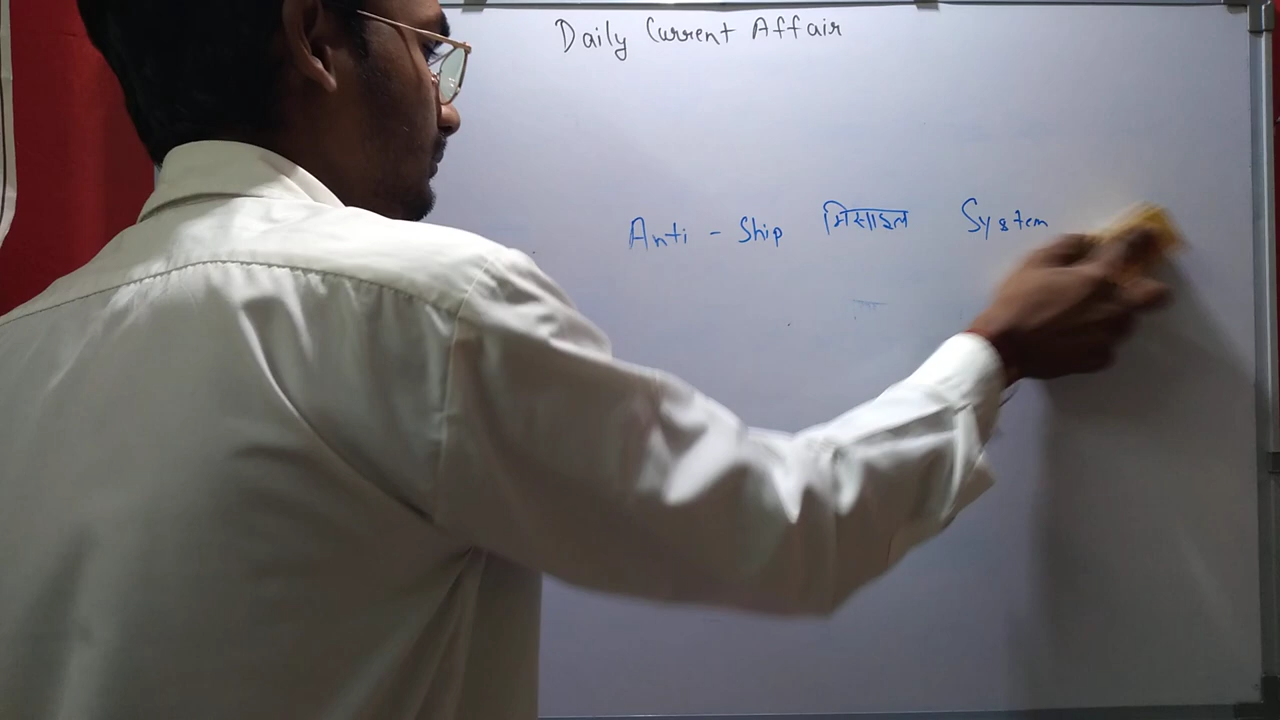 Daily Current Affair
Anti - Ship मिसाइल System